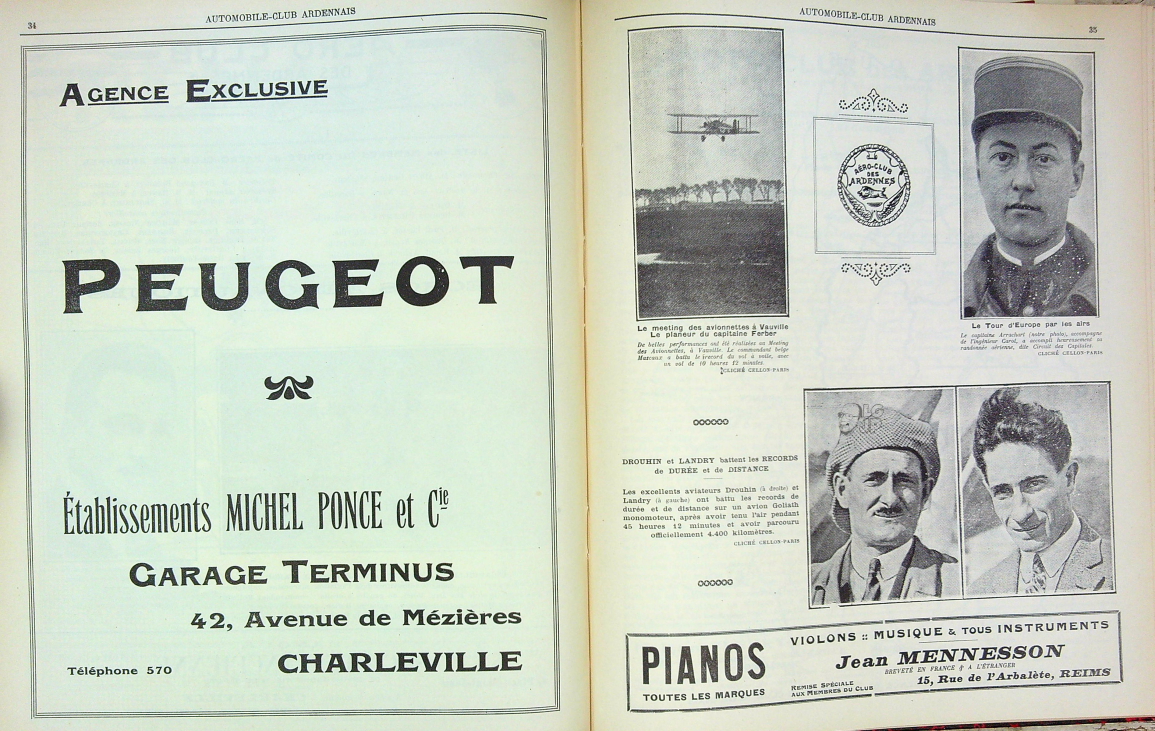 34
AUTOMOBILE-CLUB ARDENNAIS
AGENCE EXCLUSIVE
PEUGEOT
Établissements MICHEL PONCE et Cie
GARAGE TERMINUS
42, Avenue de Mézières
Téléphone 570
CHARLEVILLE
AUTOMOBILE-CLUB ARDENNAIS
35
AÉRO-CLUB
DES
ARDENNES
Le meeting des avionnettes à Vauville
Le planeur du capitaine Ferber
De belles performances ont été réalisées au Meeting
des Avionnettes, à Vauville. Le commandant belge
Massaux a battu le record du vol à voile, avec
un vol de 10 heures 12 minutes.
CLICHÉ CELLON-PARIS
Le Tour d'Europe par les airs
Le capitaine Arrachart (notre photo), accompagné
de l'ingénieur Carol, a accompli heureusement sa
randonnée aérienne, dite Circuit des Capitales.
CLICHÉ CELLON-PARIS
DROUHIN et LANDRY battent les RECORDS
de DURÉE et de DISTANCE
Les excellents aviateurs Drouhin (à droite) et
Landry (à gauche) ont battu les records de
durée et de distance sur un avion Goliath
monomoteur, après avoir tenu l'air pendant
45 heures 12 minutes et avoir parcouru
officiellement 4.400 kilomètres.
CLICHÉ CELLON-PARIS
PIANOS
TOUTES LES MARQUES
VIOLONS :: MUSIQUE & TOUS INSTRUMENTS
Jean MENNESSON
BREVETÉ EN FRANCE & A L'ÉTRANGER
REMISE SPÉCIALE
AUX MEMBRES DU CLUB
15, Rue de l'Arbalète, REIMS